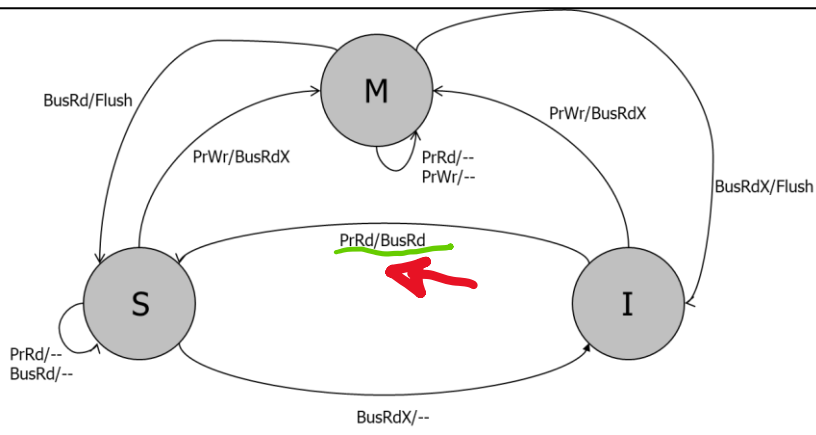 M
BusRd/Flush
PrWr/BusRdX
PrWr/BusRdX
PrRd/--
PrWr/--
BusRdX/Flush
PrRd/BusRd
S
I
PrRd/--
BusRd/--
BusRdX/--